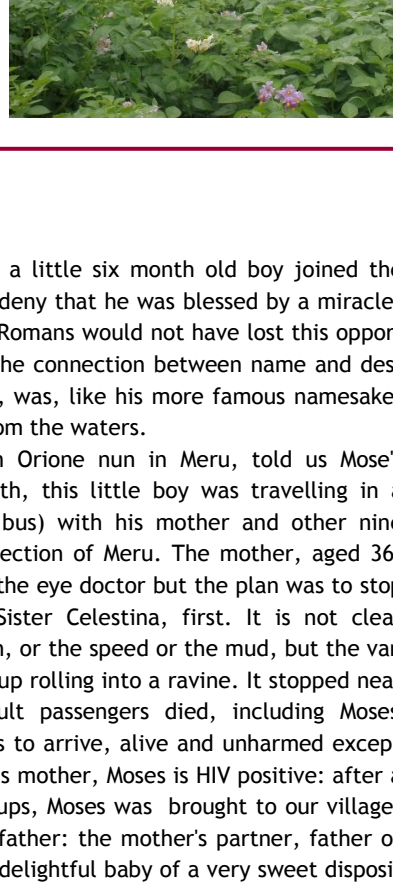 a little six month old boy joined the
deny that he was blessed by a miracle
Romans would not have lost this oppor
he connection between name and des
, was, like his more famous namesake
om the waters.
n Orione nun in Meru, told us Mose'
th, this little boy was travelling in a
bus) with his mother and other nine
ection of Meru. The mother, aged 36
the eye doctor but the plan was to stop
Sister Celestina, first. It is not clea
n, or the speed or the mud, but the van
up rolling into a ravine. It stopped nea
ult passengers died, including Moses
s to arrive, alive and unharmed excep
s mother, Moses is HIV positive: after a
ups, Moses was brought to our village
father: the mother's partner, father o
delightful baby of a very sweet disposi